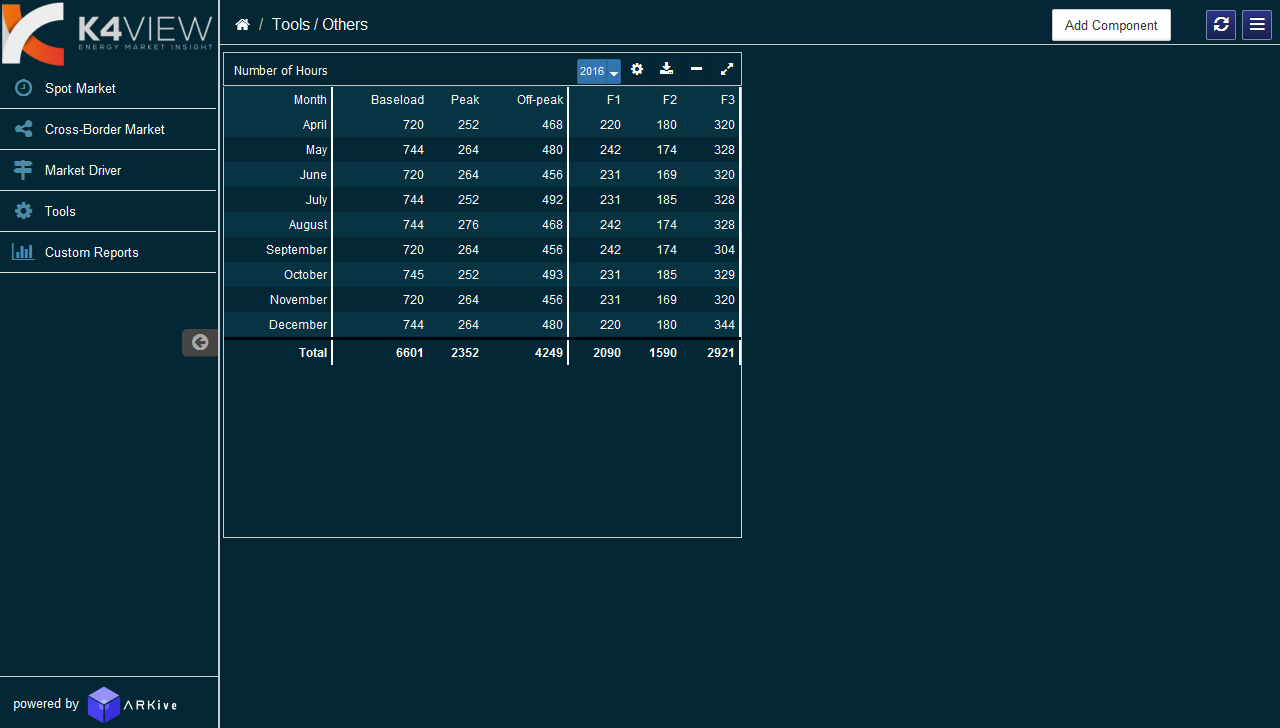 K4VIEW
ENERGY MARKET INSIGHT
/ Tools / Others
Add Component
Spot Market
Cross-Border Market
Market Driver
Tools
Custom Reports
Number of Hours 2016
Month Baseload Peak Off-peak F1 F2 F3
April 720 252 468 220 180 320
May 744 264 480 242 174 328
June 720 264 456 231 169 320
July 744 252 492 231 185 328
August 744 276 468 242 174 328
September 720 264 456 242 174 304
October 745 252 493 231 185 329
November 720 264 456 231 169 320
December 744 264 480 220 180 344
Total 6601 2352 4249 2090 1590 2921
powered by ARKive